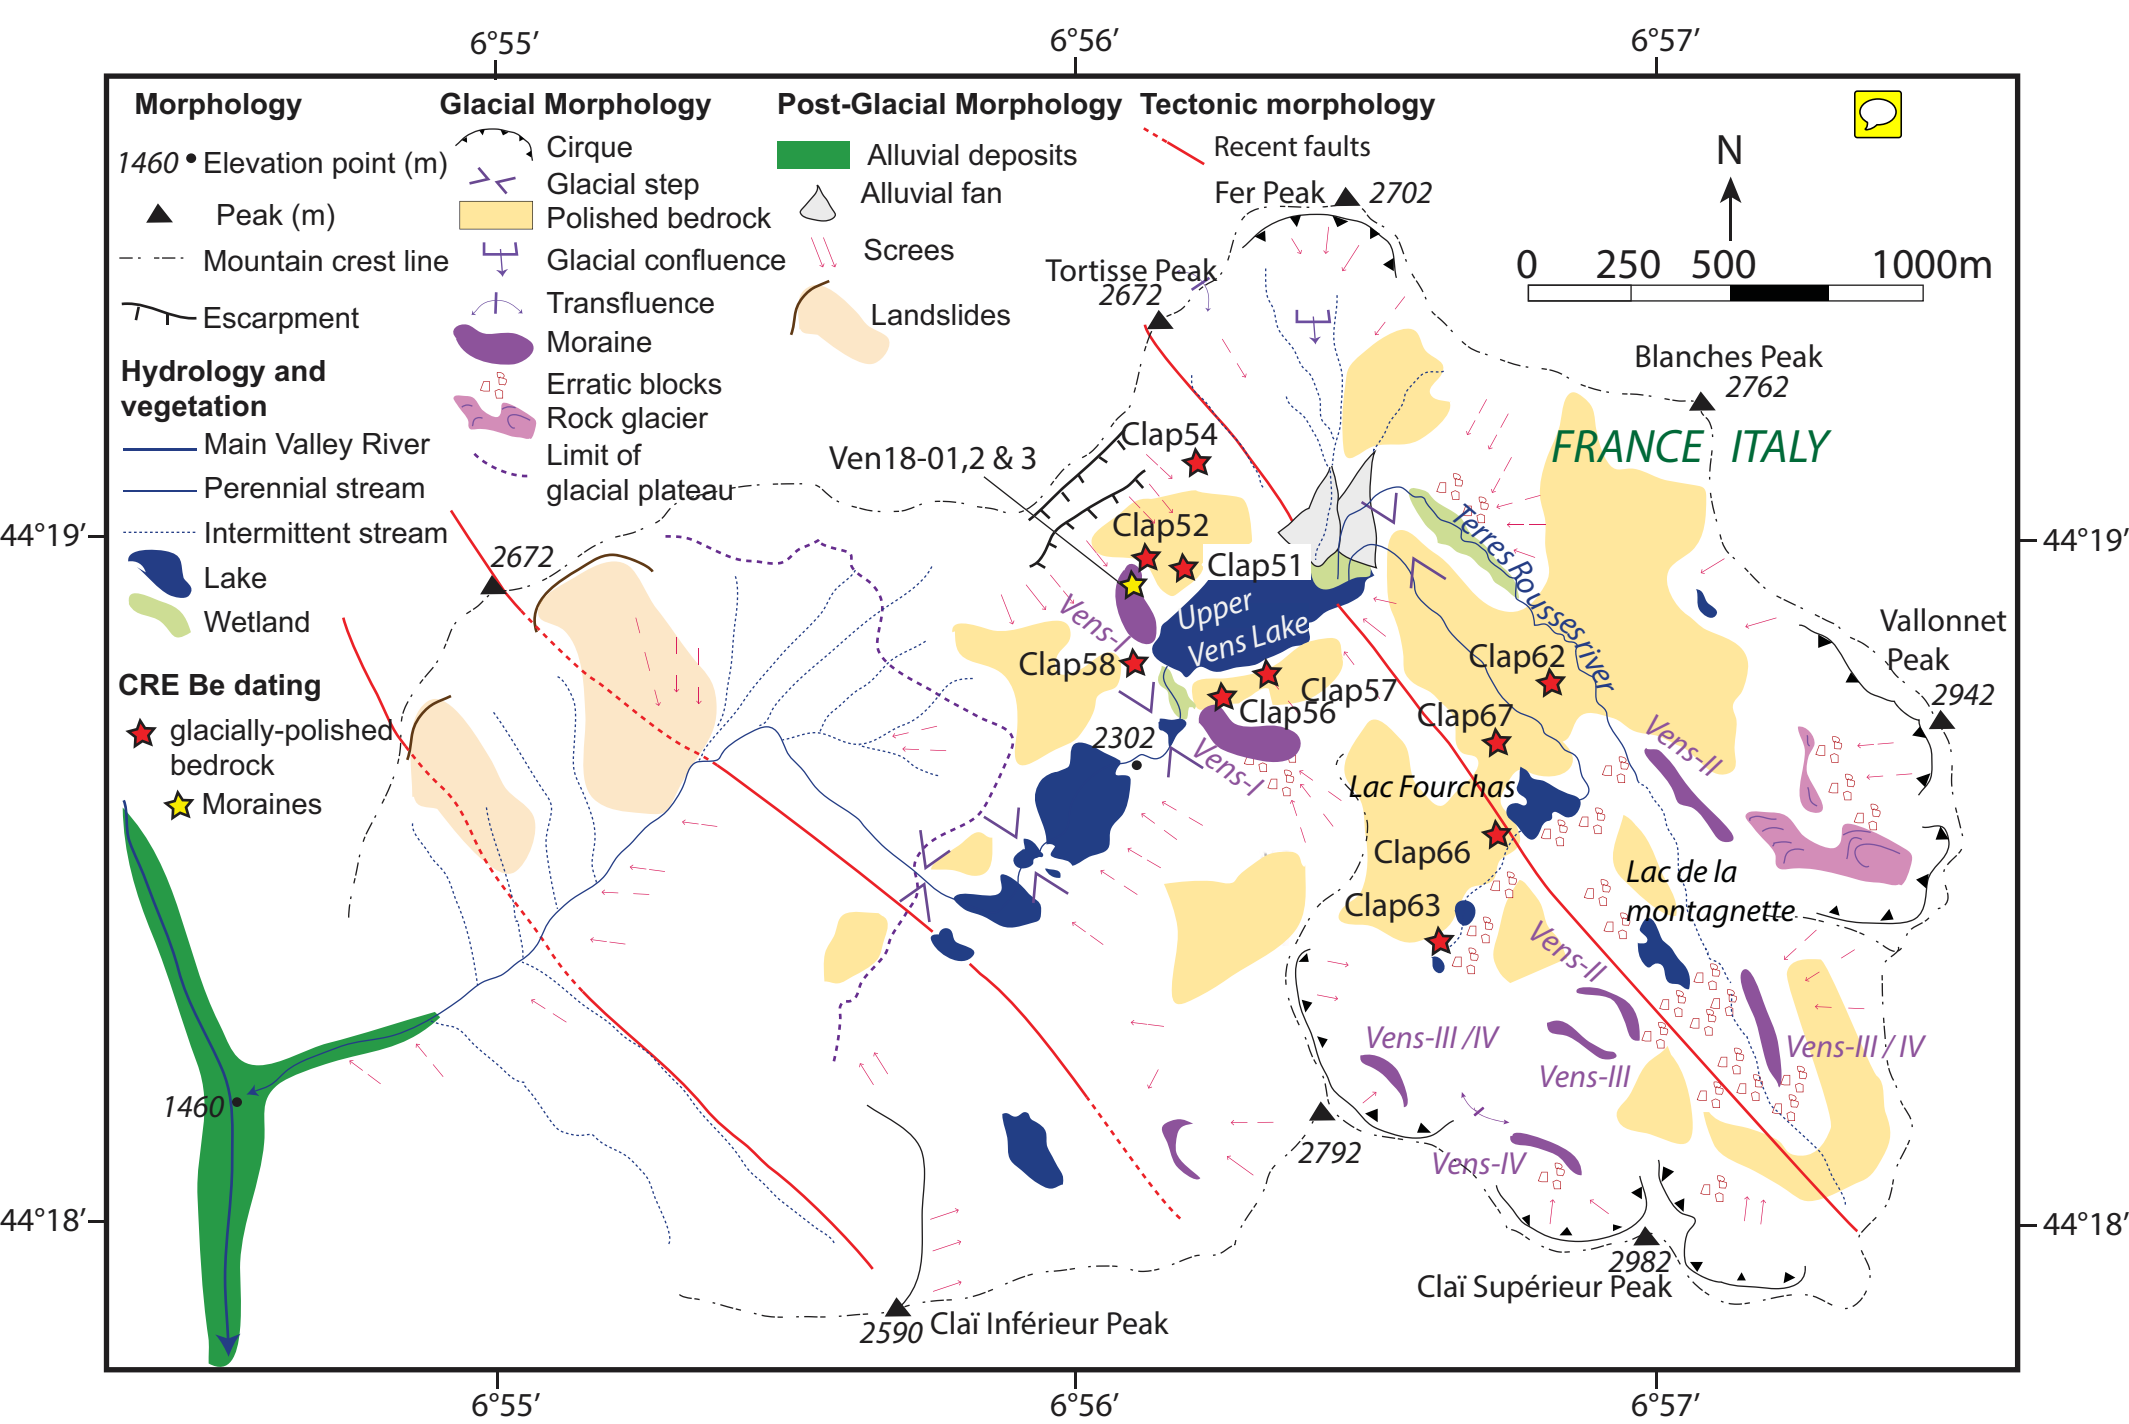 6°55′
6°56′
6°57′
Morphology
1460 Elevation point (m)
Peak (m)
Mountain crest line
Escarpment
Hydrology and
vegetation
Main Valley River
Perennial stream
Intermittent stream
Lake
Wetland
CRE Be dating
glacially-polished
bedrock
Moraines
Glacial Morphology
Cirque
Glacial step
Polished bedrock
Glacial confluence
Transfluence
Moraine
Erratic blocks
Rock glacier
Limit of
glacial plateau
Post-Glacial Morphology
Alluvial deposits
Alluvial fan
Screes
Landslides
Tectonic morphology
Recent faults
N
0 250 500 1000m
Fer Peak 2702
Tortisse Peak
2672
Blanches Peak
2762
FRANCE ITALY
Clap54
Ven18-01,2 & 3
Clap52
Clap51
44°19′
44°19′
2672
Terres Rousses river
Upper
Vens Lake
Vens-I
Clap58
Clap57
Clap56
Clap62
Vallonnet
Peak
2942
Clap67
2302
Vens-I
Vens-II
Lac Fourchas
Clap66
Lac de la
montagnette
Clap63
Vens-II
Vens-III /IV
Vens-III / IV
Vens-III
1460
2792
Vens-IV
44°18′
44°18′
2982
Claï Supérieur Peak
2590 Claï Inférieur Peak
6°55′
6°56′
6°57′